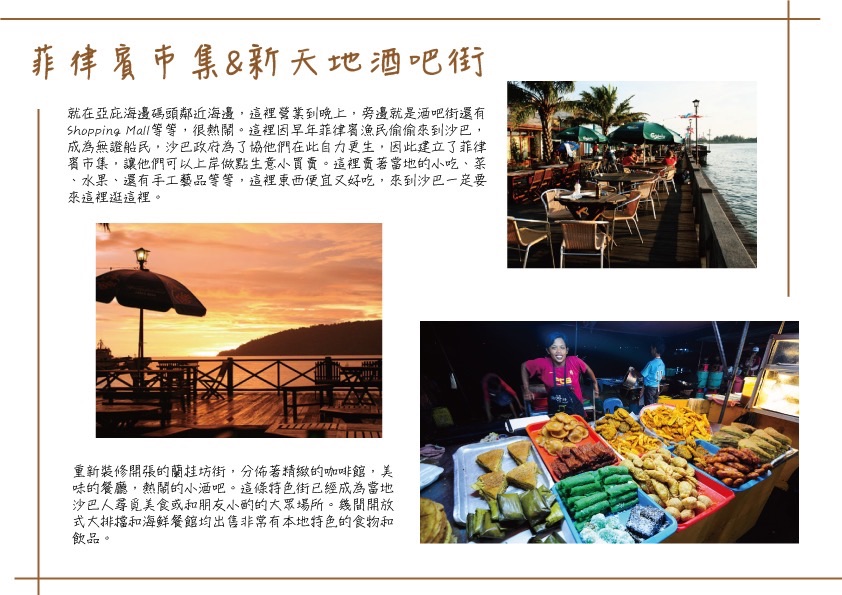 菲律賓市集&新天地酒吧街
就在亞庇海邊碼頭鄰近海邊，這裡營業到晚上，旁邊就是酒吧街還有
Shopping Mall等等，很熱鬧。這裡因早年菲律賓漁民偷偷來到沙巴，
成為無證船民，沙巴政府為了協他們在此自力更生，因此建立了菲律
賓市集，讓他們可以上岸做點生意小買賣。這裡賣著當地的小吃、菜
、水果、還有手工藝品等等，這裡東西便宜又好吃，來到沙巴一定要
來這裡逛這裡。
重新裝修開張的蘭桂坊街，分佈著精緻的咖啡館，美
味的餐廳，熱鬧的小酒吧。這條特色街已經成為當地
沙巴人尋覓美食或和朋友小酌的大眾場所。幾間開放
式大排擋和海鮮餐館均出售非常有本地特色的食物和
飲品。